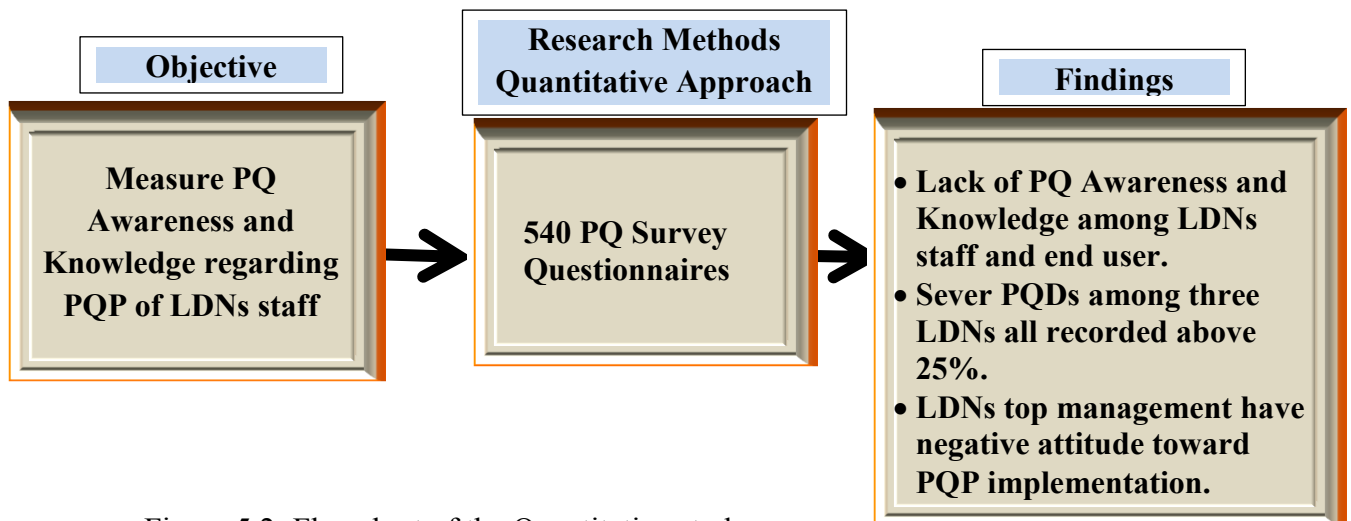 Objective
Measure PQ
Awareness and
Knowledge regarding
PQP of LDNs staff
Research Methods
Quantitative Approach
540 PQ Survey
Questionnaires
Findings
• Lack of PQ Awareness and
Knowledge among LDNs
staff and end user.
• Sever PQDs among three
LDNs all recorded above
25%.
• LDNs top management have
negative attitude toward
PQP implementation.